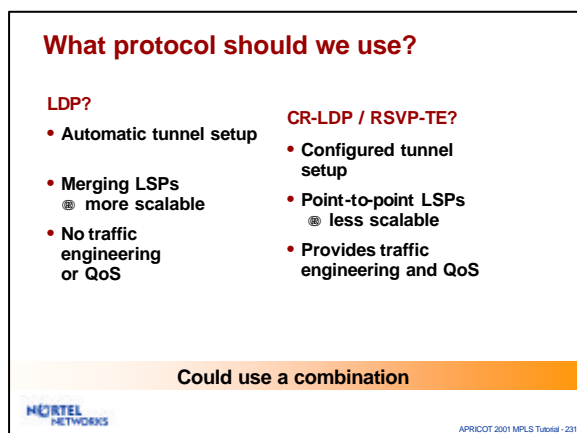 What protocol should we use?
LDP?
• Automatic tunnel setup
• Merging LSPs
® more scalable
• No traffic
engineering
or QoS
CR-LDP / RSVP-TE?
• Configured tunnel
setup
• Point-to-point LSPs
® less scalable
• Provides traffic
engineering and QoS
Could use a combination
NORTEL
NETWORKS
APRICOT 2001 MPLS Tutorial - 231